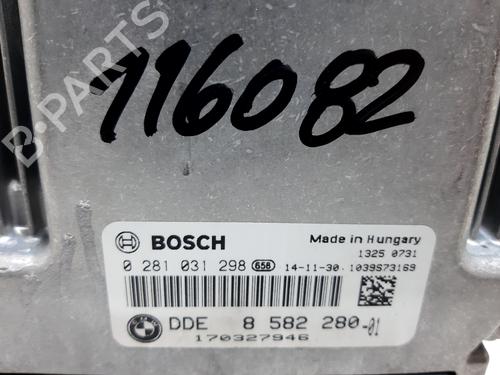 B-PARTS
116082
BOSCH
Made in Hungary
1325 0731
0 281 031 298 658 14-11-30 1039S73169
DDE 8 582 280-01
170327946